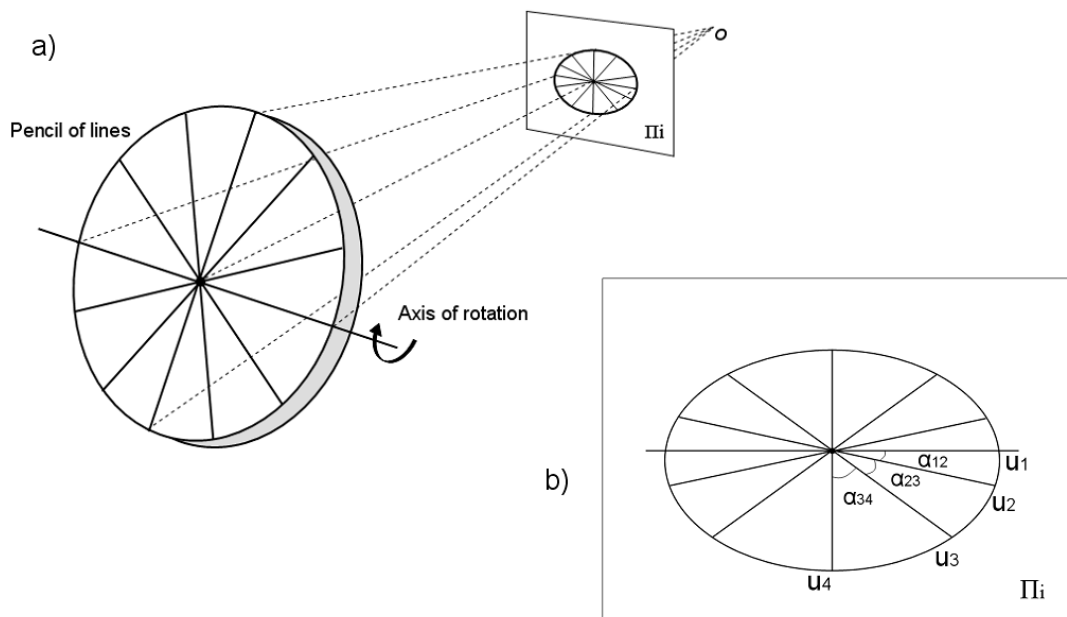 a)
Pencil of lines
Axis of rotation
Πi
O
b)
α12
α23
α34
u1
u2
u3
u4
Πi